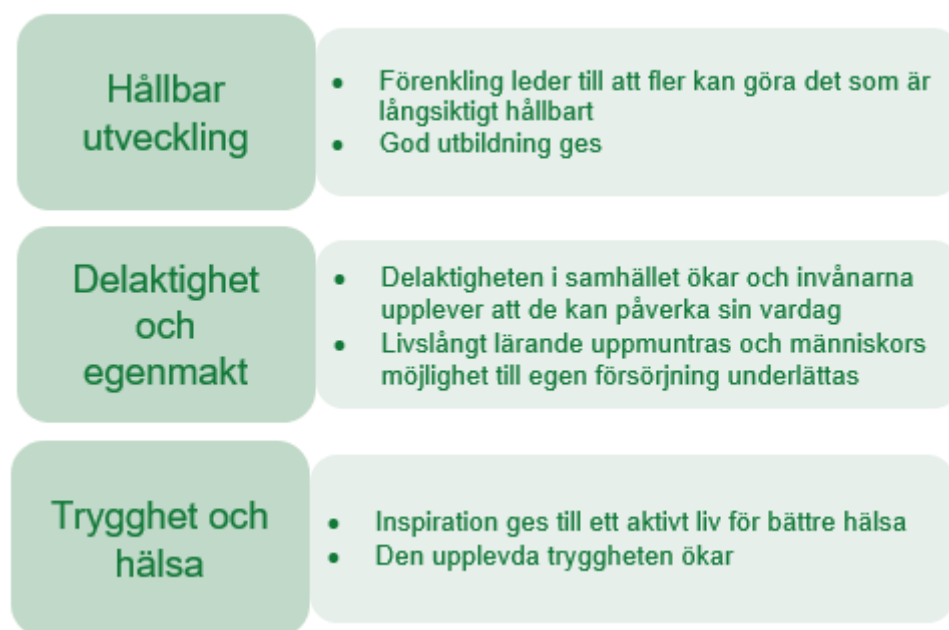 Hållbar
utveckling
• Förenkling leder till att fler kan göra det som är
långsiktigt hållbart
• God utbildning ges
Delaktighet
och
egenmakt
• Delaktigheten i samhället ökar och invånarna
upplever att de kan påverka sin vardag
• Livslångt lärande uppmuntras och människors
möjlighet till egen försörjning underlättas
Trygghet och
hälsa
• Inspiration ges till ett aktivt liv för bättre hälsa
• Den upplevda tryggheten ökar